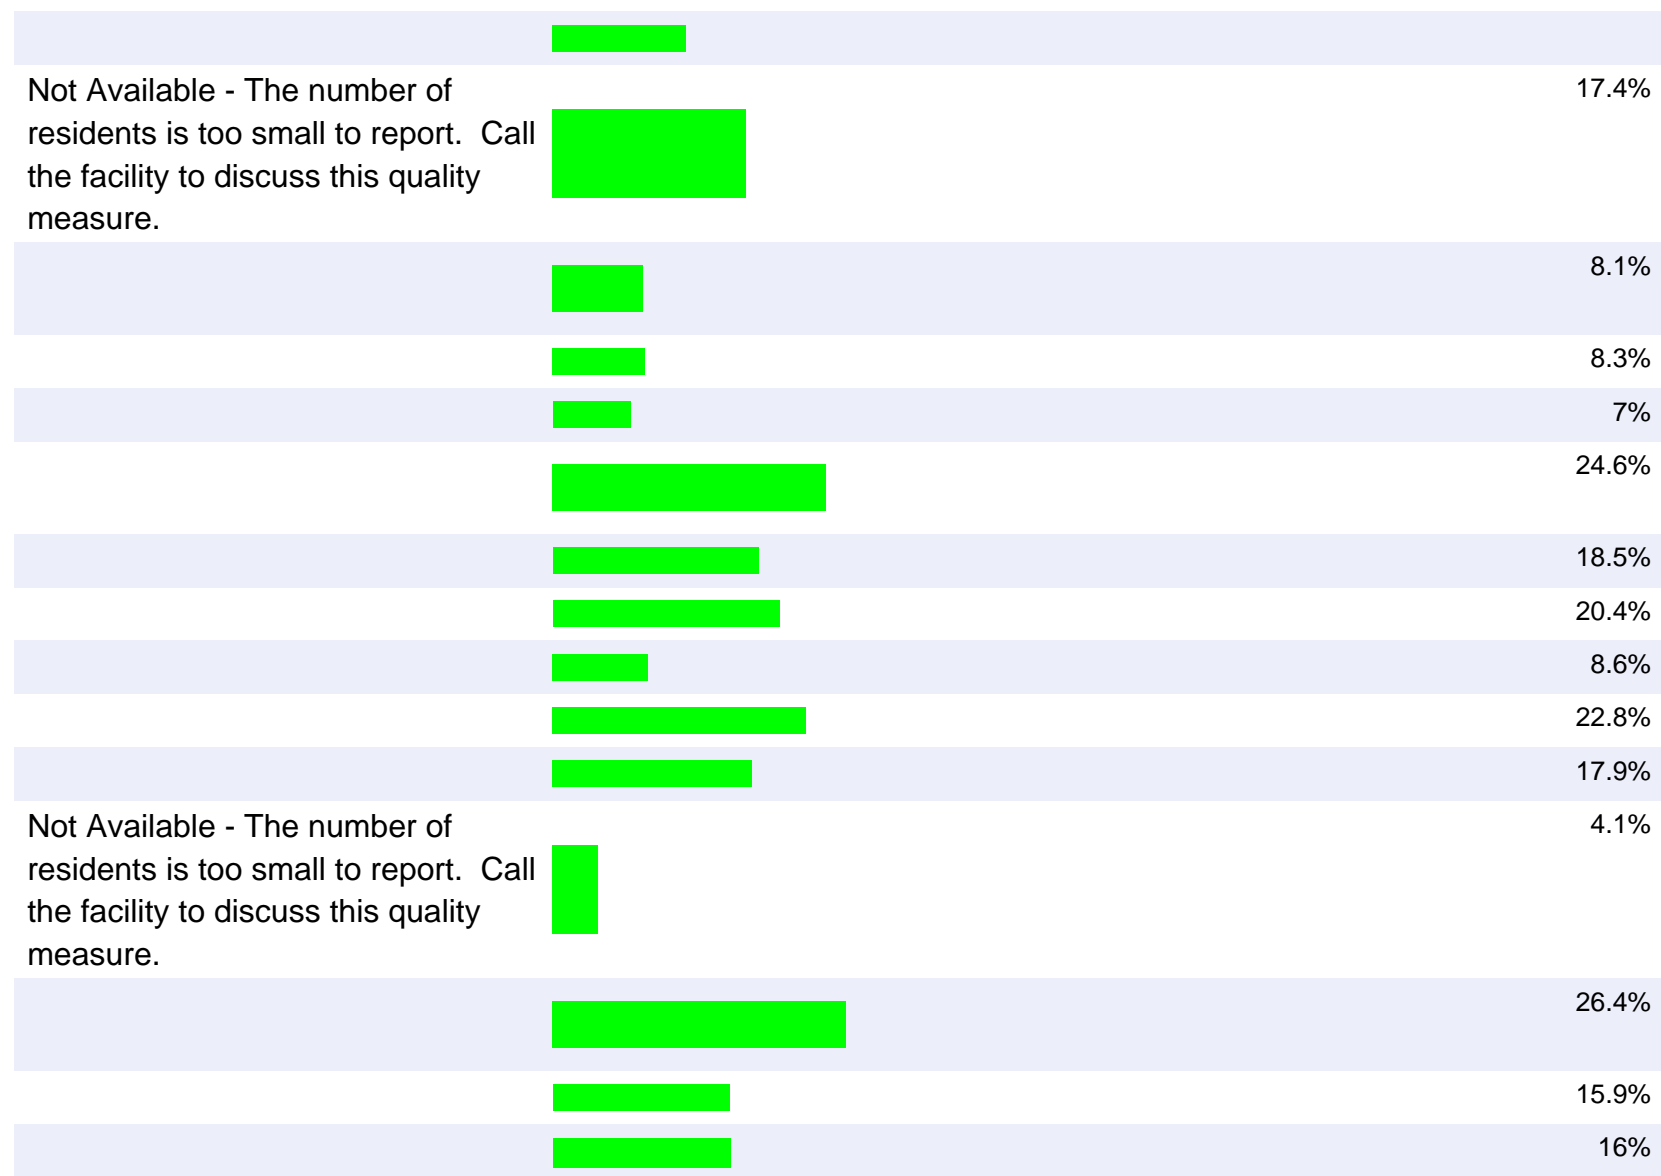 Not Available - The number of
residents is too small to report.  Call
the facility to discuss this quality
measure.
17.4%
8.1%
8.3%
7%
24.6%
18.5%
20.4%
8.6%
22.8%
17.9%
Not Available - The number of
residents is too small to report.  Call
the facility to discuss this quality
measure.
4.1%
26.4%
15.9%
16%